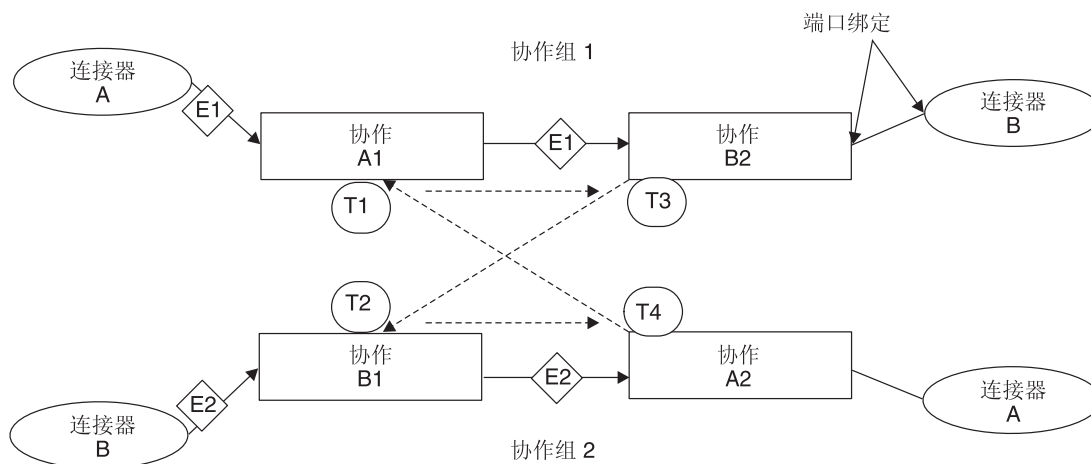 端口绑定
协作组 1
连接器
A
E1
协作
A1
E1
协作
B2
连接器
B
T1
T3
T2
T4
连接器
B
E2
协作
B1
E2
协作
A2
连接器
A
协作组 2